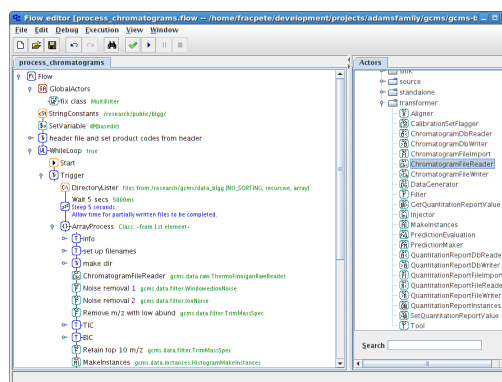 Flow editor [process_chromatograms.flow -- /home/fracpete/development/projects/adamsfamily/gcms/gcms-b
File Edit Debug Execution View Window
process_chromatograms
Flow
GlobalActors
fix class MultiFilter
StringConstants /research/public/blgg/
SetVariable @{basedir}
header file and set product codes from header
WhileLoop true
Start
Trigger
DirectoryLister files from /research/gcms/data_blgg [NO_SORTING, recursive, array]
Wait 5 secs 5000ms
Sleep 5 seconds.
Allow time for partially-written files to be completed.
ArrayProcess Class: -from 1st element-
info
set up filenames
make dir
ChromatogramFileReader gcms.data.raw.ThermoFinniganRawReader
Noise removal 1 gcms.data.filter.WindowedIonNoise
Noise removal 2 gcms.data.filter.IonNoise
Remove m/z with low abund gcms.data.filter.TrimMassSpec
TIC
BIC
Retain top 10 m/z gcms.data.filter.TrimMassSpec
MakeInstances gcms.data.instances.HistogramMakeInstances
Actors
sink
source
standalone
transformer
Aligner
CalibrationSetFlagger
ChromatogramDbReader
ChromatogramDbWriter
ChromatogramFileImport
ChromatogramFileReader
ChromatogramFileWriter
DataGenerator
Filter
GetQuantitationReportValue
Injector
MakeInstances
PredictionEvaluation
PredictionMaker
QuantitationReportDbReade
QuantitationReportDbWriter
QuantitationReportFileImport
QuantitationReportFileReade
QuantitationReportFileWriter
QuantitationReportInstances
SetQuantitationReportValue
Tool
Search